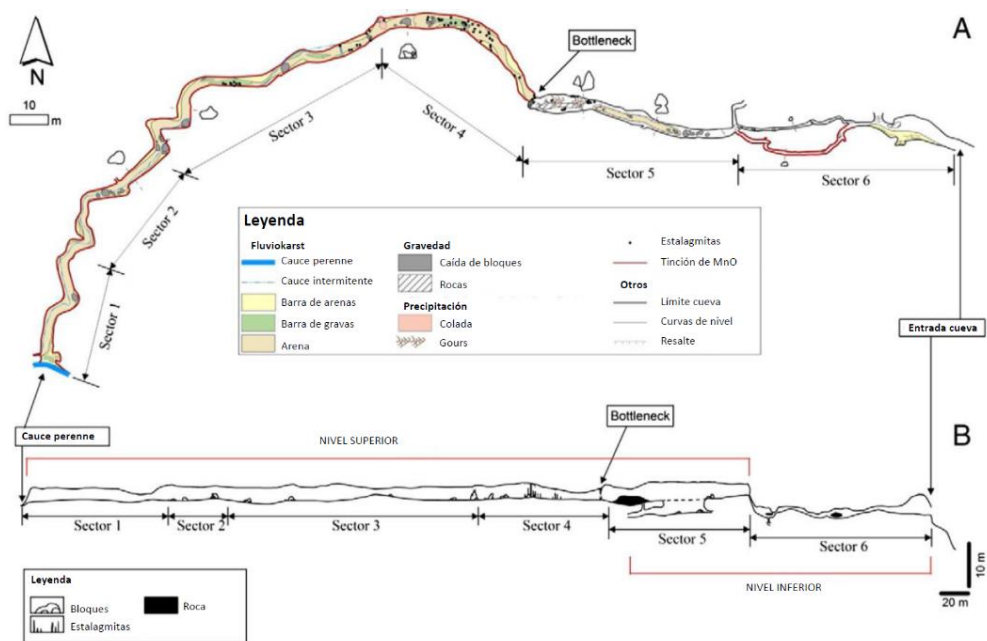 A
N
10
m
Bottleneck
Sector 3
Sector 4
Sector 5
Sector 6
Sector 2
Sector 1
Leyenda
Fluviokarst
Cauce perenne
Cauce intermitente
Barra de arenas
Barra de gravas
Arena
Gravedad
Caída de bloques
Rocas
Precipitación
Colada
Gours
Estalagmitas
Tinción de MnO
Otros
Límite cueva
Curvas de nivel
Resalte
Entrada cueva
Cauce perenne
B
NIVEL SUPERIOR
Bottleneck
Sector 1
Sector 2
Sector 3
Sector 4
Sector 5
Sector 6
NIVEL INFERIOR
10 m
20 m
Leyenda
Bloques
Roca
Estalagmitas